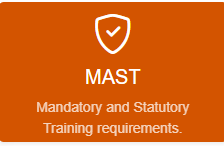 MAST
Mandatory and Statutory
Training requirements.